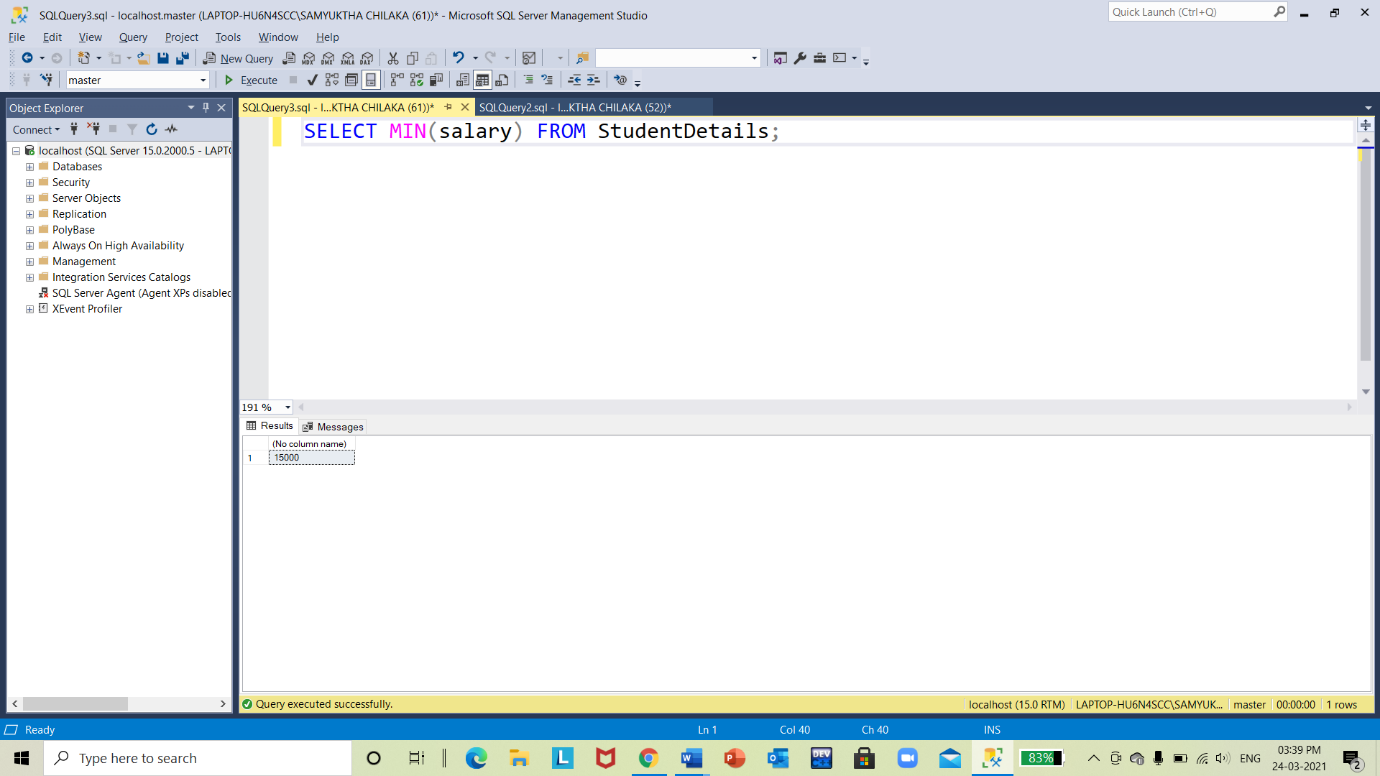 SQLQuery3.sql - localhost.master (LAPTOP-HU6N4SCC\SAMYUKTHA CHILAKA (61))* - Microsoft SQL Server Management Studio
Quick Launch (Ctrl+Q)
File Edit View Query Project Tools Window Help
New Query
master
Execute
Object Explorer
SQLQuery3.sql - l...KTHA CHILAKA (61))*
SQLQuery2.sql - l...KTHA CHILAKA (52))*
Connect
SELECT MIN(salary) FROM StudentDetails;
localhost (SQL Server 15.0.2000.5 - LAPT
Databases
Security
Server Objects
Replication
PolyBase
Always On High Availability
Management
Integration Services Catalogs
SQL Server Agent (Agent XPs disabled
XEvent Profiler
191 %
Results Messages
(No column name)
1 15000
Query executed successfully.
localhost (15.0 RTM) LAPTOP-HU6N4SCC\SAMYUK... master 00:00:00 1 rows
Ready
Ln 1 Col 40 Ch 40 INS
Type here to search
L
W
P
DEV
83%
ENG
03:39 PM
24-03-2021
2